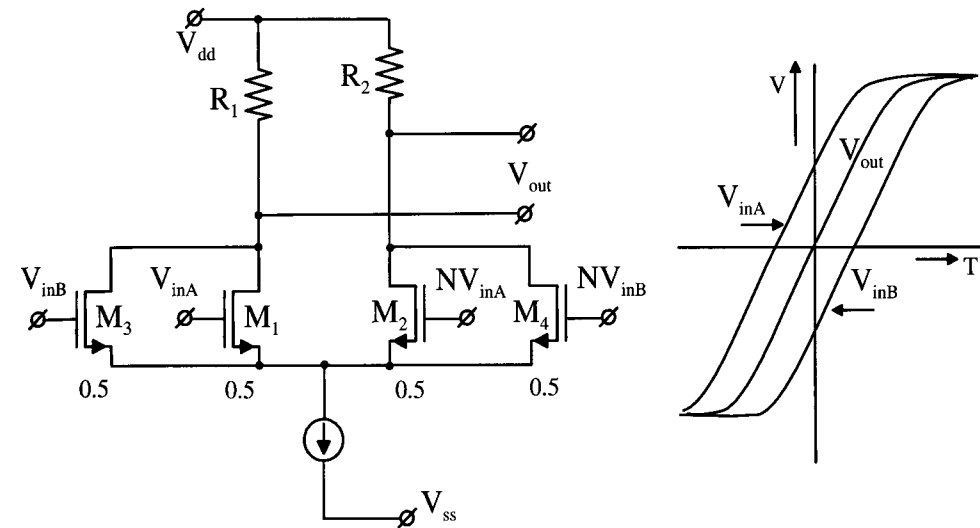 V_dd
R_1
R_2
V_out
V_inB
V_inA
NV_inA
NV_inB
M_3
M_1
M_2
M_4
0.5
0.5
0.5
0.5
V_ss
V
V_out
V_inA
T
V_inB